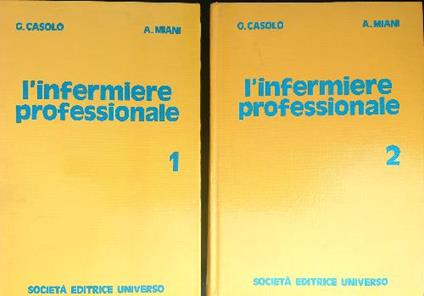 G. CASOLO A. MIANI
l'infermiere
professionale
1
SOCIETÀ EDITRICE UNIVERSO
G. CASOLO A. MIANI
l'infermiere
professionale
2
SOCIETÀ EDITRICE UNIVERSO